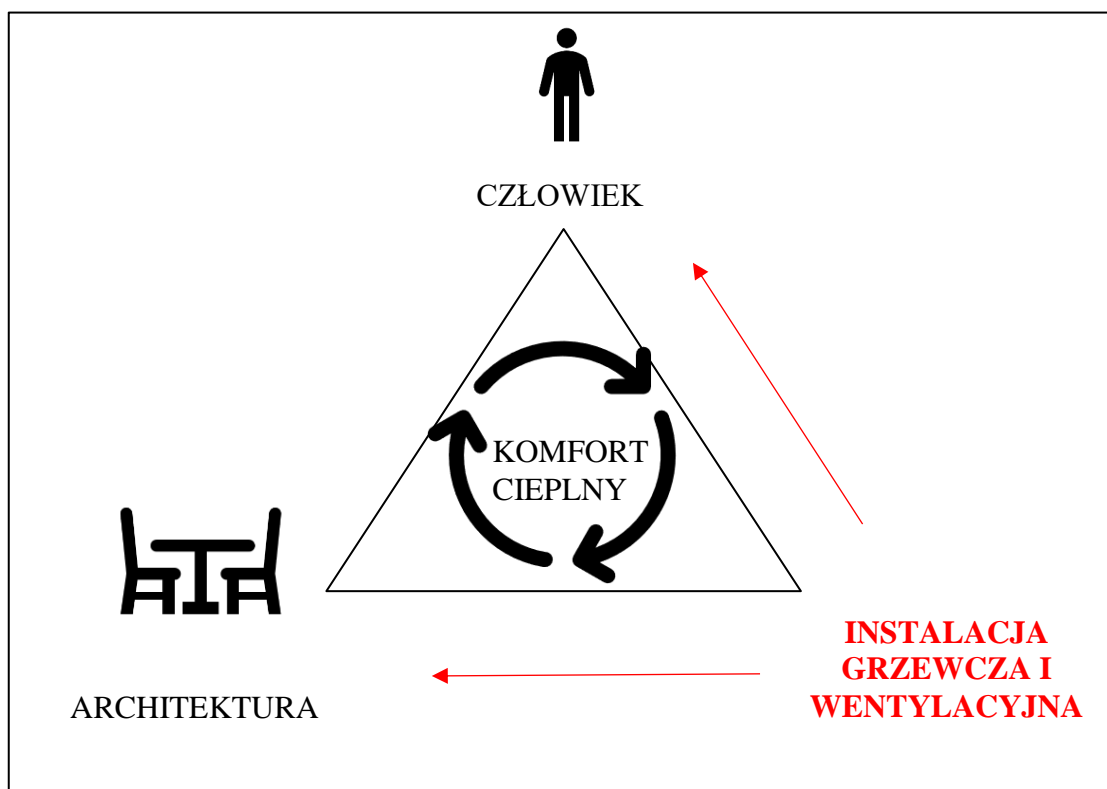 CZŁOWIEK
KOMFORT
CIEPLNY
ARCHITEKTURA
INSTALACJA
GRZEWCZA I
WENTYLACYJNA